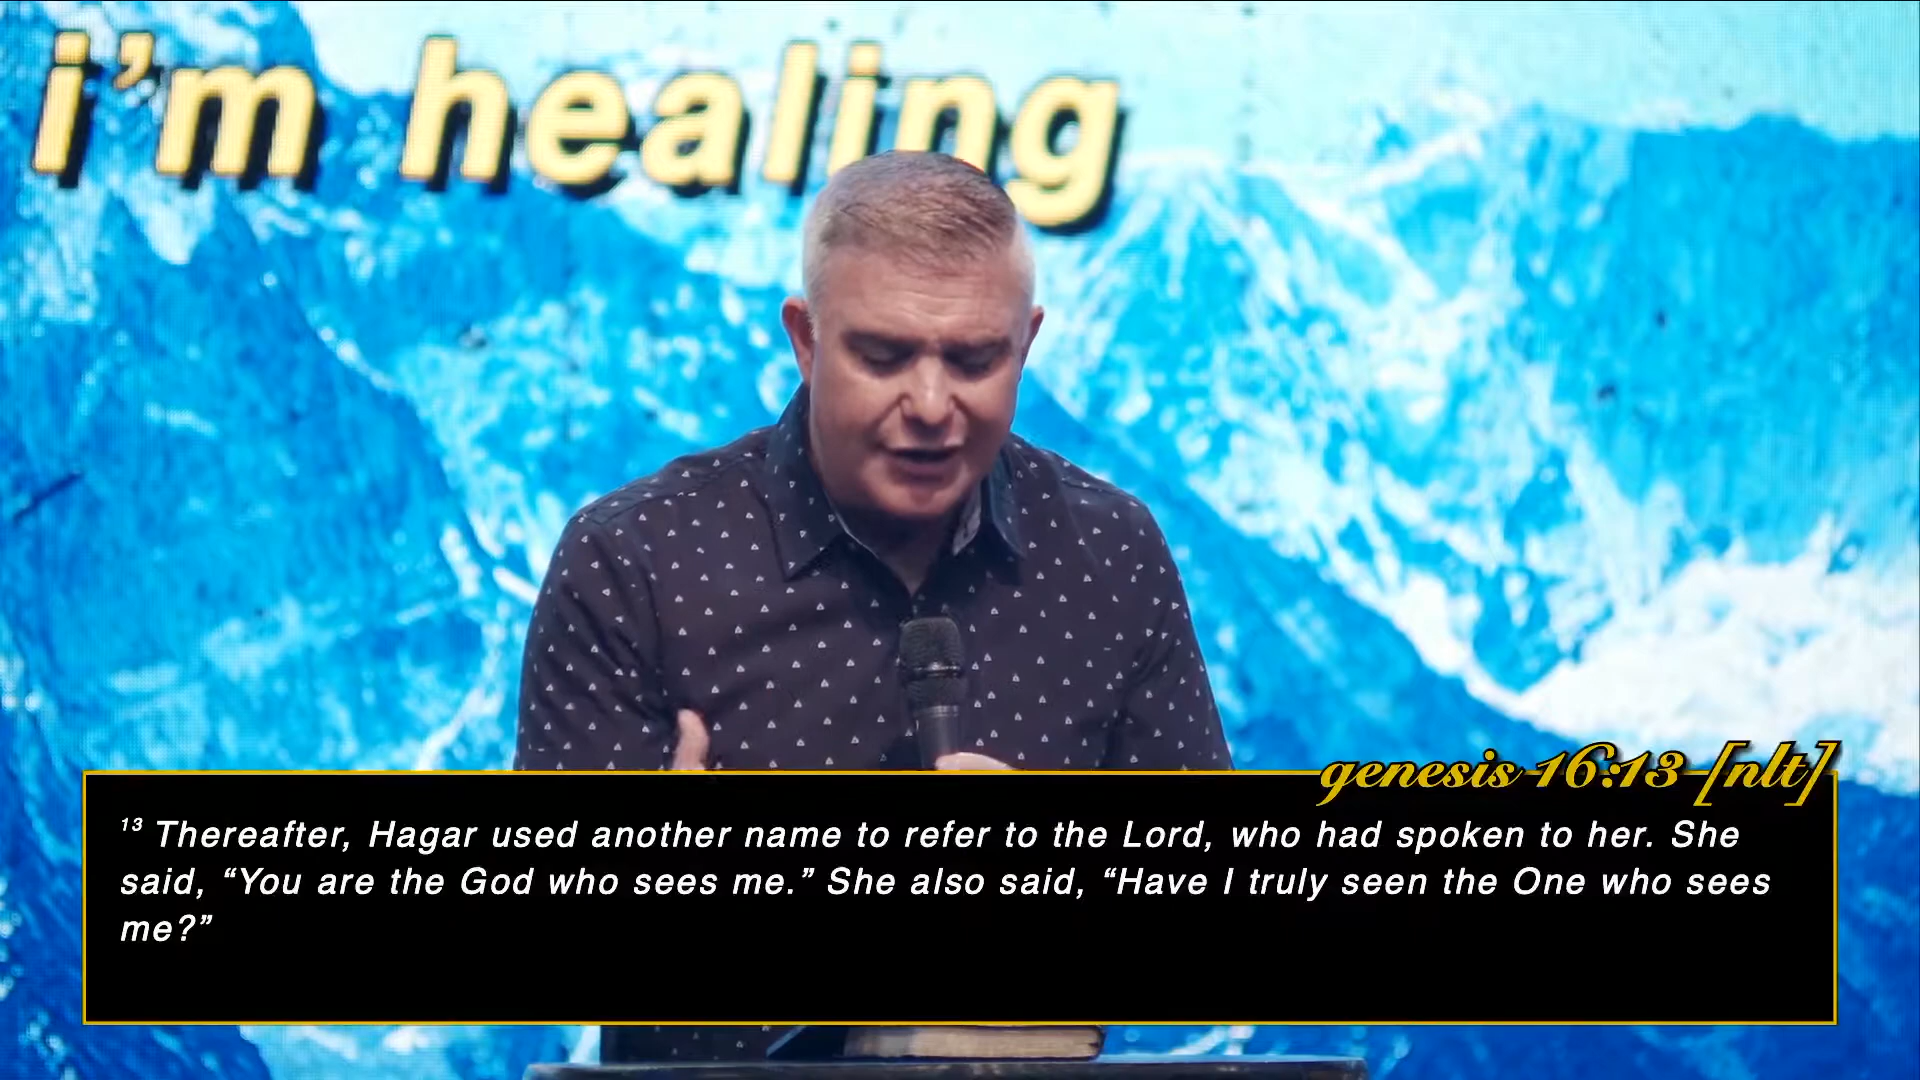 i'm healing
genesis 16:13 [nlt]
13 Thereafter, Hagar used another name to refer to the Lord, who had spoken to her. She
said, “You are the God who sees me.” She also said, “Have I truly seen the One who sees
me?”